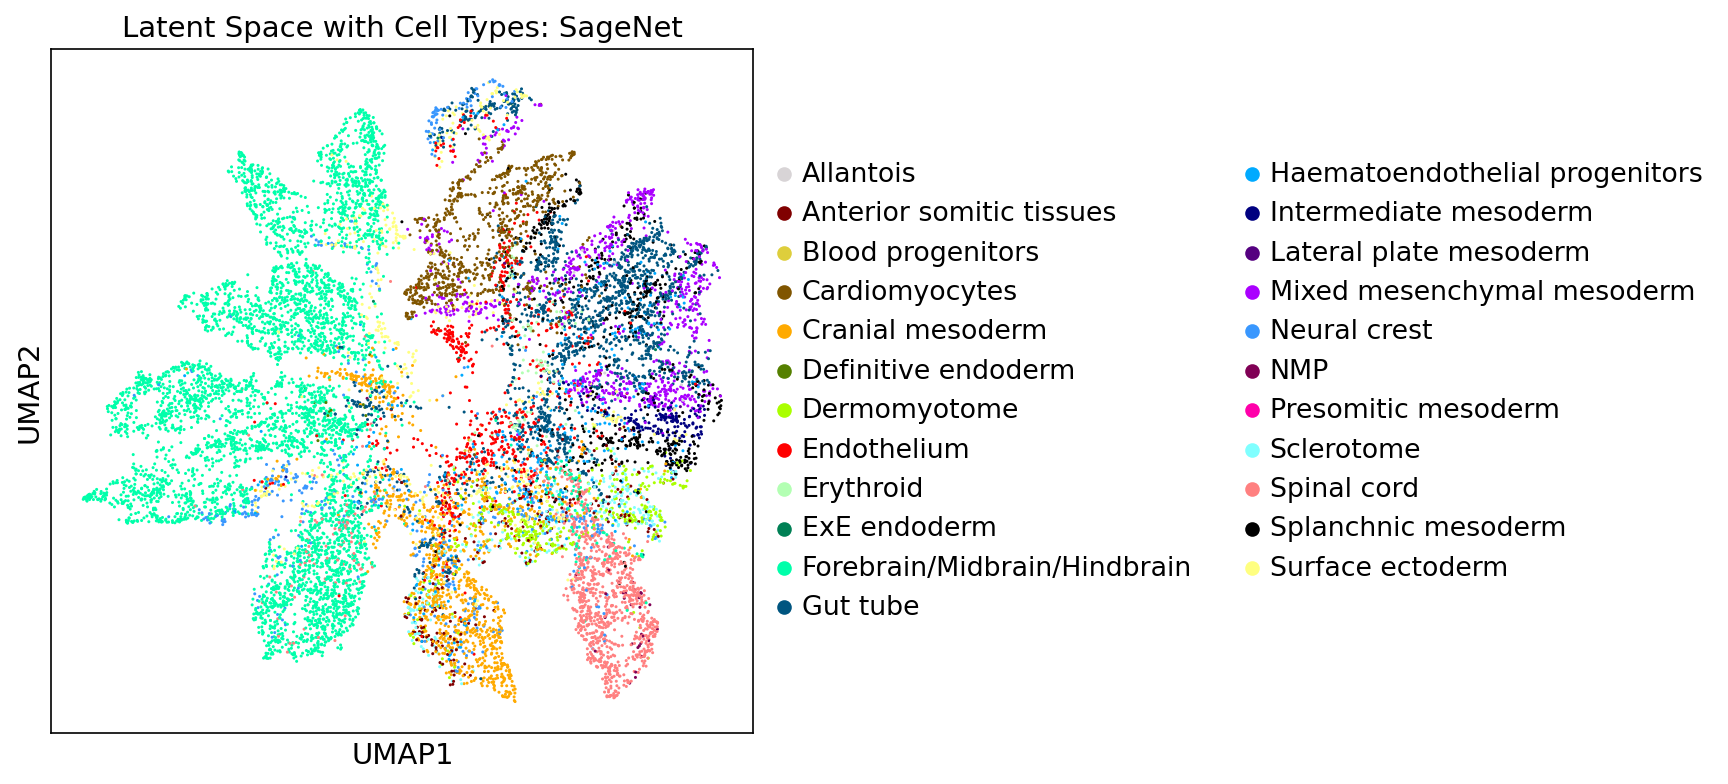 Latent Space with Cell Types: SageNet
UMAP2
UMAP1
Allantois
Anterior somitic tissues
Blood progenitors
Cardiomyocytes
Cranial mesoderm
Definitive endoderm
Dermomyotome
Endothelium
Erythroid
ExE endoderm
Forebrain/Midbrain/Hindbrain
Gut tube
Haematoendothelial progenitors
Intermediate mesoderm
Lateral plate mesoderm
Mixed mesenchymal mesoderm
Neural crest
NMP
Presomitic mesoderm
Sclerotome
Spinal cord
Splanchnic mesoderm
Surface ectoderm